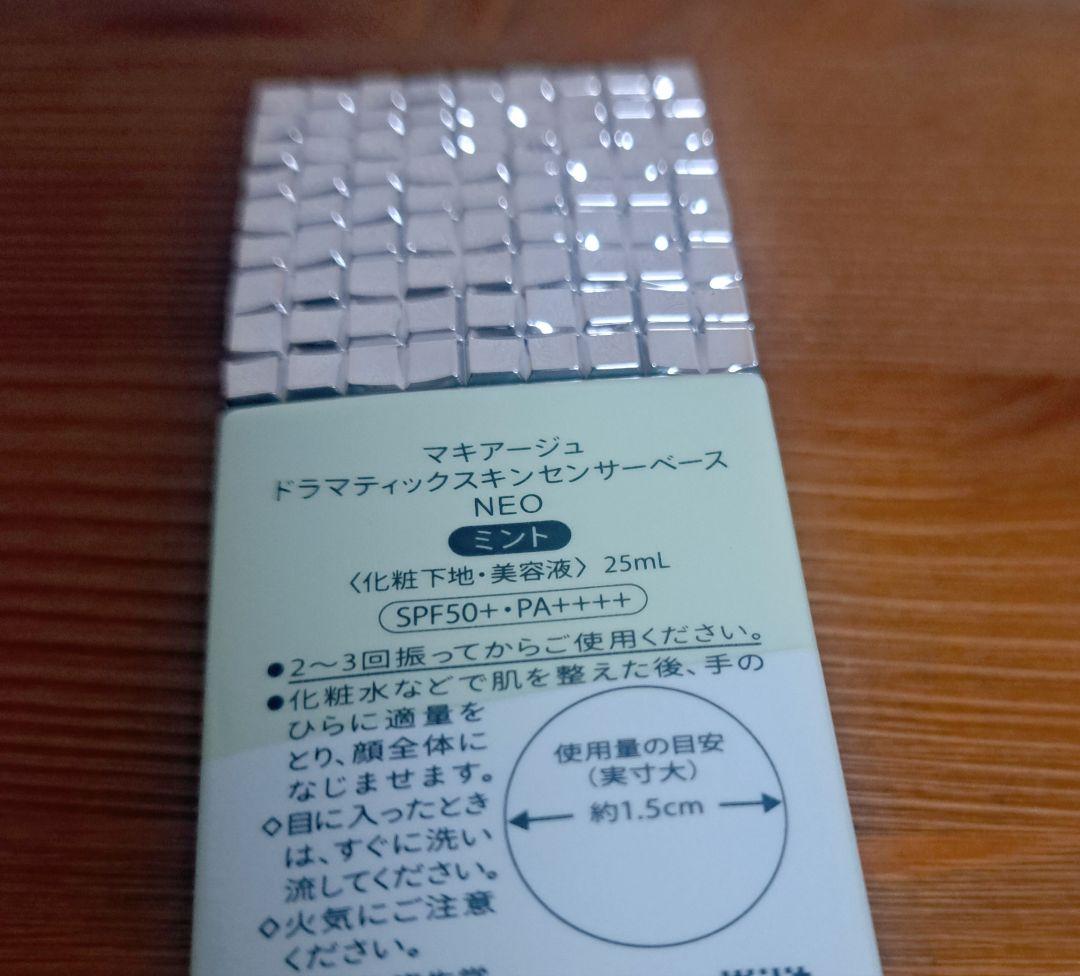 マキアージュ
ドラマティックスキンセンサーベース
NEO
ミント
〈化粧下地・美容液〉 25mL
SPF50+・PA++++
●2〜3回振ってからご使用ください。
●化粧水などで肌を整えた後、手の
ひらに適量を
とり、顔全体に
なじませます。
◇目に入ったとき
は、すぐに洗い
流してください。
◇火気にご注意
ください。
使用量の目安
(実寸大)
約1.5cm